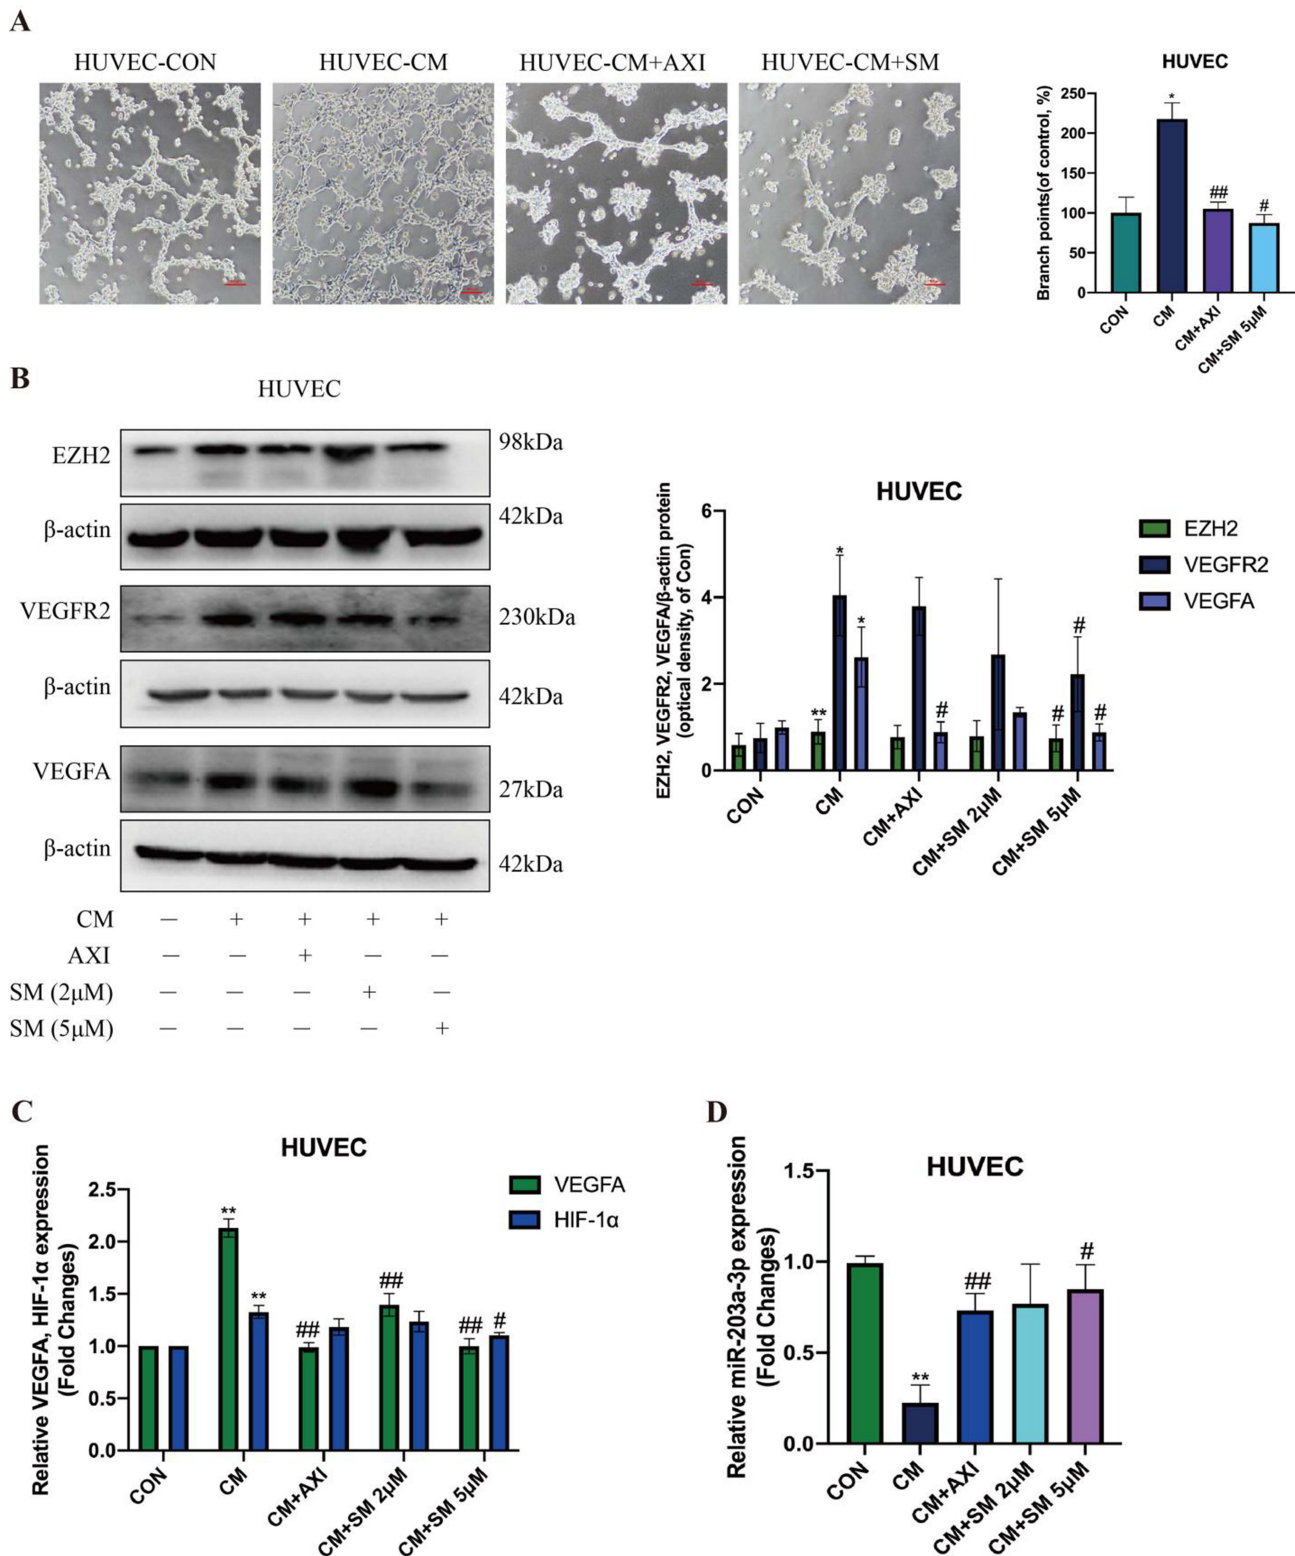 A
HUVEC-CON
HUVEC-CM
HUVEC-CM+AXI
HUVEC-CM+SM
HUVEC
Branch points(of control, %)
250
200
150
100
50
0
*
##
#
CON
CM
CM+AXI
CM+SM 5μM
B
HUVEC
EZH2
98kDa
β-actin
42kDa
VEGFR2
230kDa
β-actin
42kDa
VEGFA
27kDa
β-actin
42kDa
CM — + + + +
AXI — — + — —
SM (2μM) — — — + —
SM (5μM) — — — — +
HUVEC
EZH2, VEGFR2, VEGFA/β-actin protein
(optical density, of Con)
6
4
2
0
**
*
*
#
#
#
#
CON
CM
CM+AXI
CM+SM 2μM
CM+SM 5μM
EZH2
VEGFR2
VEGFA
C
HUVEC
Relative VEGFA, HIF-1α expression
(Fold Changes)
2.5
2.0
1.5
1.0
0.5
0.0
**
**
##
##
##
#
CON
CM
CM+AXI
CM+SM 2μM
CM+SM 5μM
VEGFA
HIF-1α
D
HUVEC
Relative miR-203a-3p expression
(Fold Changes)
1.5
1.0
0.5
0.0
**
##
#
CON
CM
CM+AXI
CM+SM 2μM
CM+SM 5μM